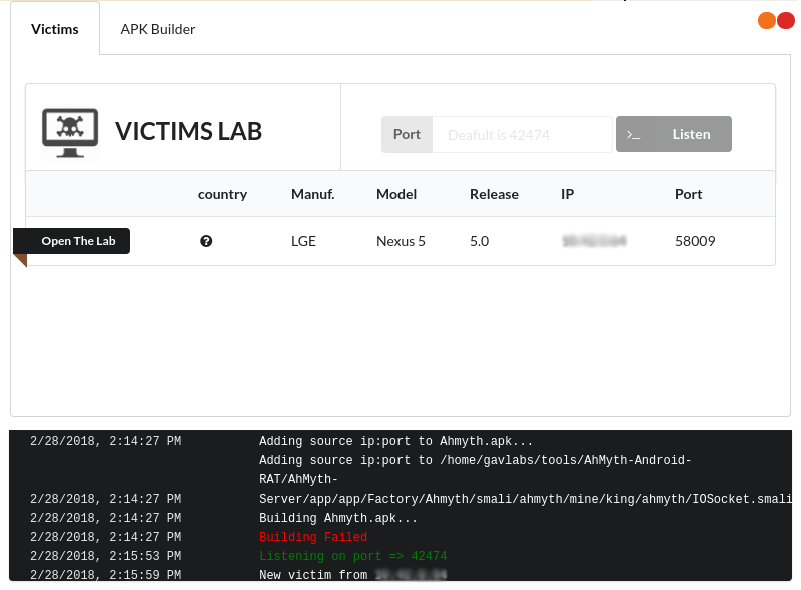 Victims APK Builder
VICTIMS LAB
Port Deafult is 42474 >_ Listen
country Manuf. Model Release IP Port
Open The Lab LGE Nexus 5 5.0 58009
2/28/2018, 2:14:27 PM Adding source ip:port to Ahmyth.apk...
Adding source ip:port to /home/gavlabs/tools/AhMyth-Android-
RAT/AhMyth-
2/28/2018, 2:14:27 PM Server/app/app/Factory/Ahmyth/smali/ahmyth/mine/king/ahmyth/IOSocket.smali
2/28/2018, 2:14:27 PM Building Ahmyth.apk...
2/28/2018, 2:14:27 PM Building Failed
2/28/2018, 2:15:53 PM Listening on port => 42474
2/28/2018, 2:15:59 PM New victim from